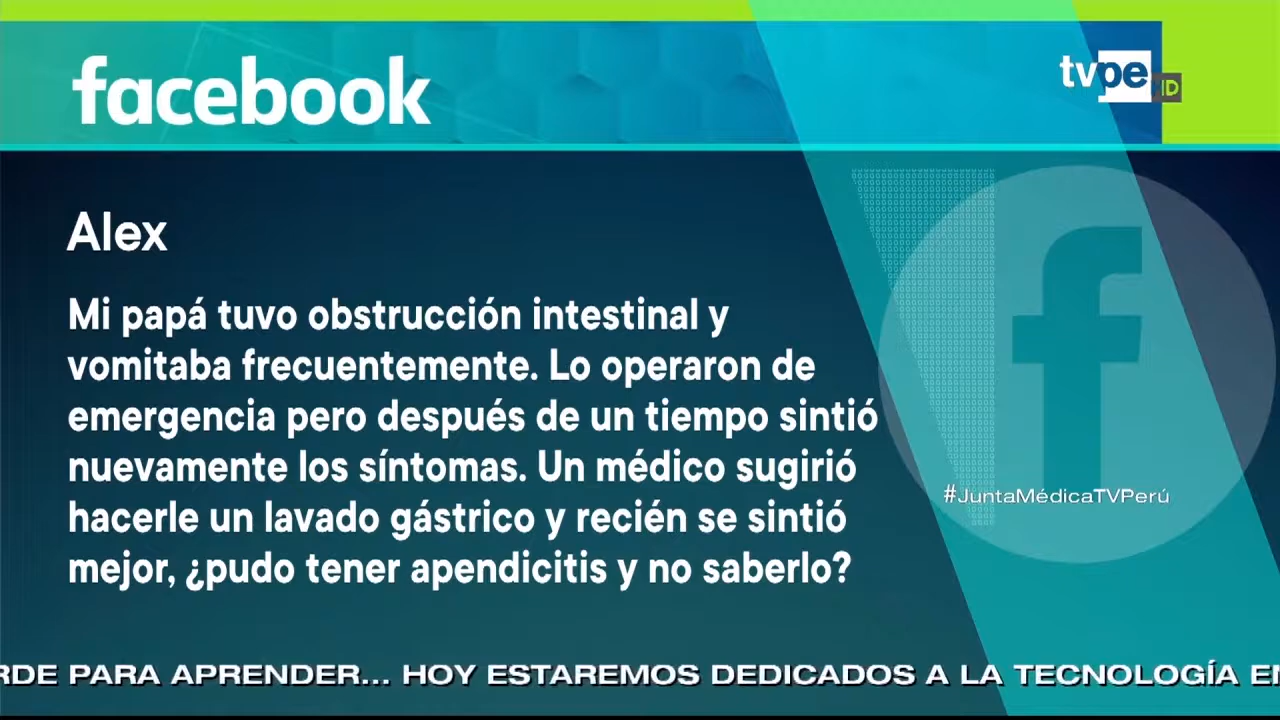 facebook
tvpe HD
Alex
Mi papá tuvo obstrucción intestinal y
vomitaba frecuentemente. Lo operaron de
emergencia pero después de un tiempo sintió
nuevamente los síntomas. Un médico sugirió
hacerle un lavado gástrico y recién se sintió
mejor, ¿pudo tener apendicitis y no saberlo?
f
#JuntaMédicaTVPerú
RDE PARA APRENDER... HOY ESTAREMOS DEDICADOS A LA TECNOLOGÍA EN